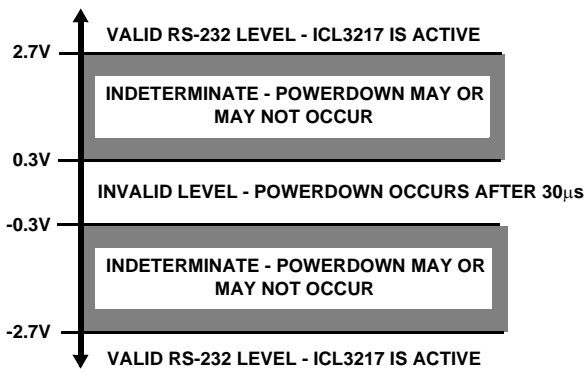 VALID RS-232 LEVEL - ICL3217 IS ACTIVE
2.7V
INDETERMINATE - POWERDOWN MAY OR
MAY NOT OCCUR
0.3V
INVALID LEVEL - POWERDOWN OCCURS AFTER 30μs
-0.3V
INDETERMINATE - POWERDOWN MAY OR
MAY NOT OCCUR
-2.7V
VALID RS-232 LEVEL - ICL3217 IS ACTIVE